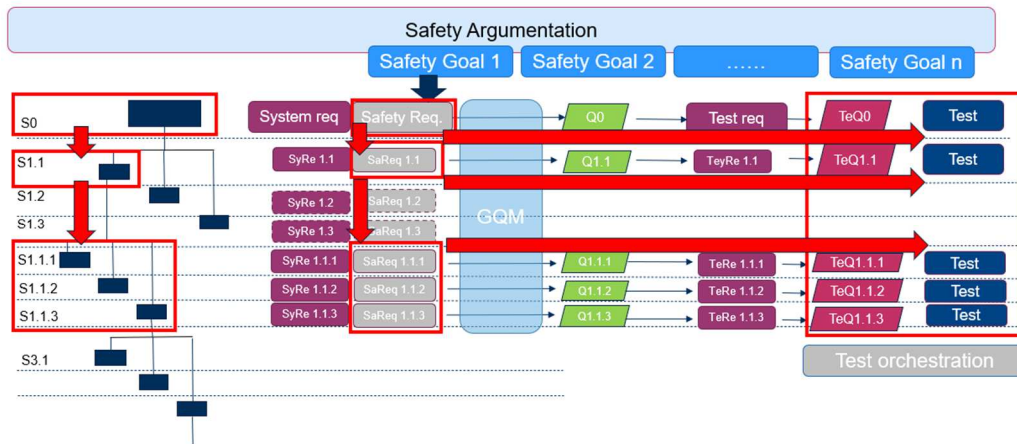 Safety Argumentation
Safety Goal 1 Safety Goal 2 ...... Safety Goal n
S0 System req Safety Req. Q0 Test req TeQ0 Test
S1.1 SyRe 1.1 SaReq 1.1 Q1.1 TeyRe 1.1 TeQ1.1 Test
S1.2 SyRe 1.2 SaReq 1.2
S1.3 SyRe 1.3 SaReq 1.3
GQM
S1.1.1 SyRe 1.1.1 SaReq 1.1.1 Q1.1.1 TeRe 1.1.1 TeQ1.1.1 Test
S1.1.2 SyRe 1.1.2 SaReq 1.1.2 Q1.1.2 TeRe 1.1.2 TeQ1.1.2 Test
S1.1.3 SyRe 1.1.3 SaReq 1.1.3 Q1.1.3 TeRe 1.1.3 TeQ1.1.3 Test
S3.1 Test orchestration